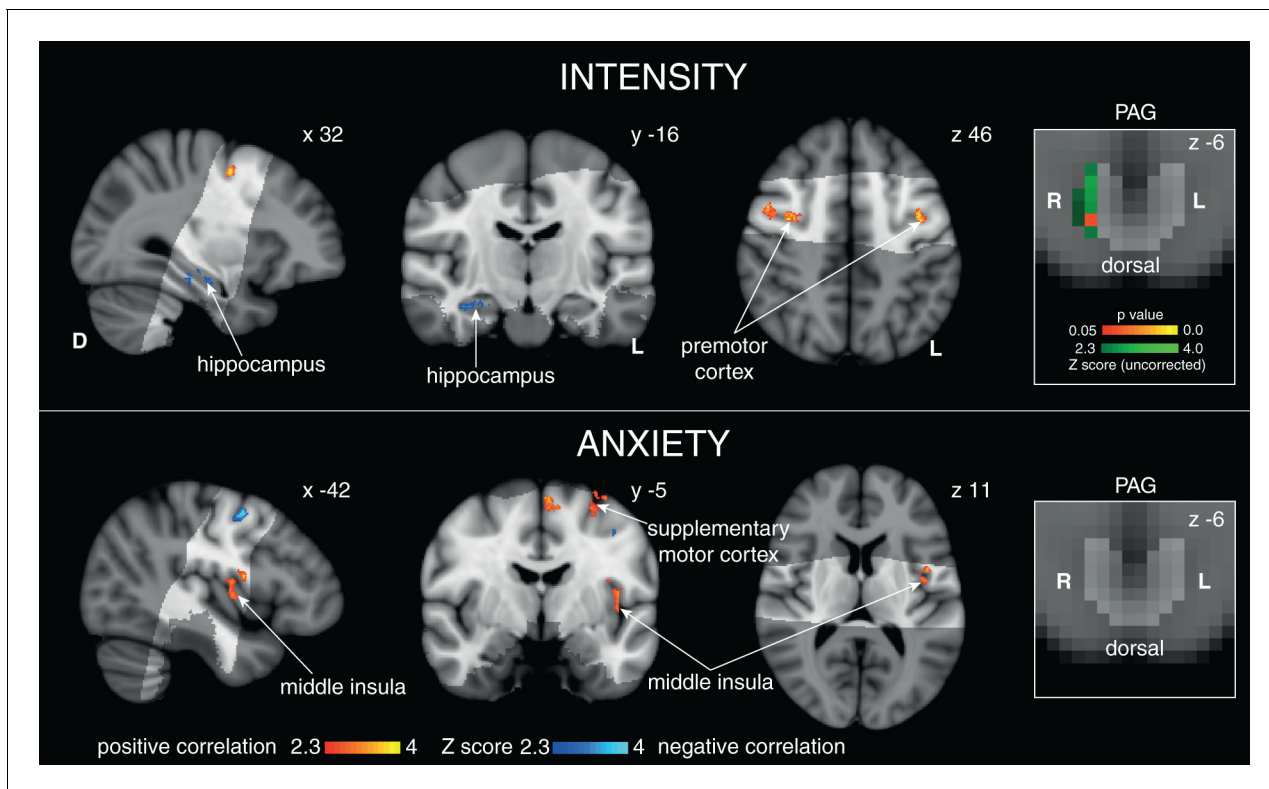 INTENSITY
x 32
y -16
z 46
PAG
z -6
R
L
dorsal
p value
0.05
0.0
2.3
4.0
Z score (uncorrected)
D
hippocampus
hippocampus
L
premotor
cortex
L
ANXIETY
x -42
y -5
z 11
PAG
z -6
R
L
dorsal
supplementary
motor cortex
middle insula
middle insula
positive correlation 2.3 4 Z score 2.3 4 negative correlation